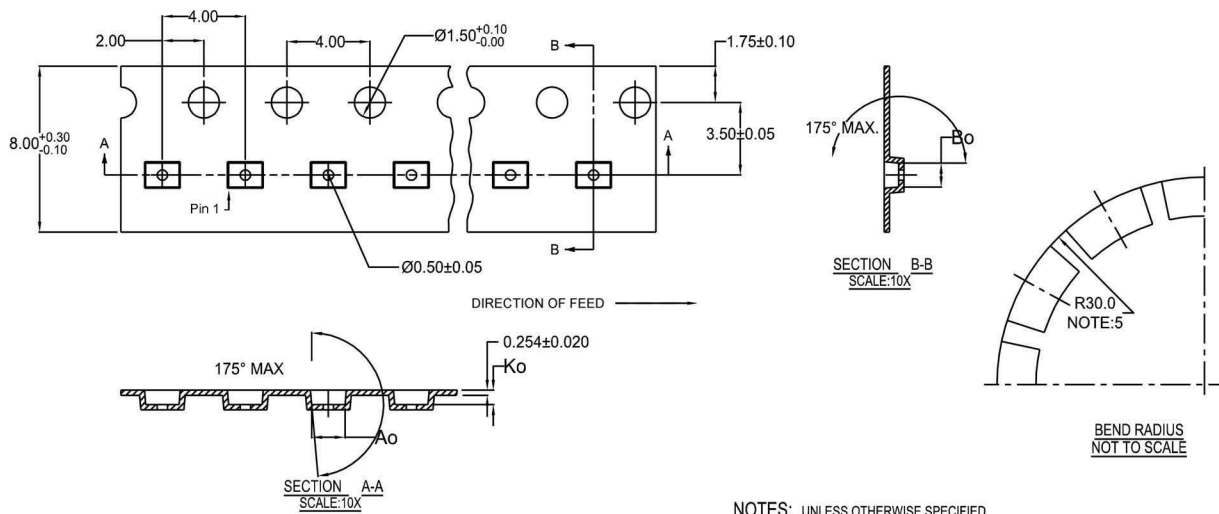 4.00
2.00
4.00
Ø1.50 +0.10 -0.00
B
1.75±0.10
8.00 +0.30 -0.10
A
A
3.50±0.05
175° MAX.
Bo
Pin 1
B
Ø0.50±0.05
SECTION B-B
SCALE:10X
R30.0
NOTE:5
DIRECTION OF FEED
0.254±0.020
175° MAX
Ko
Ao
BEND RADIUS
NOT TO SCALE
SECTION A-A
SCALE:10X
NOTES: UNLESS OTHERWISE SPECIFIED